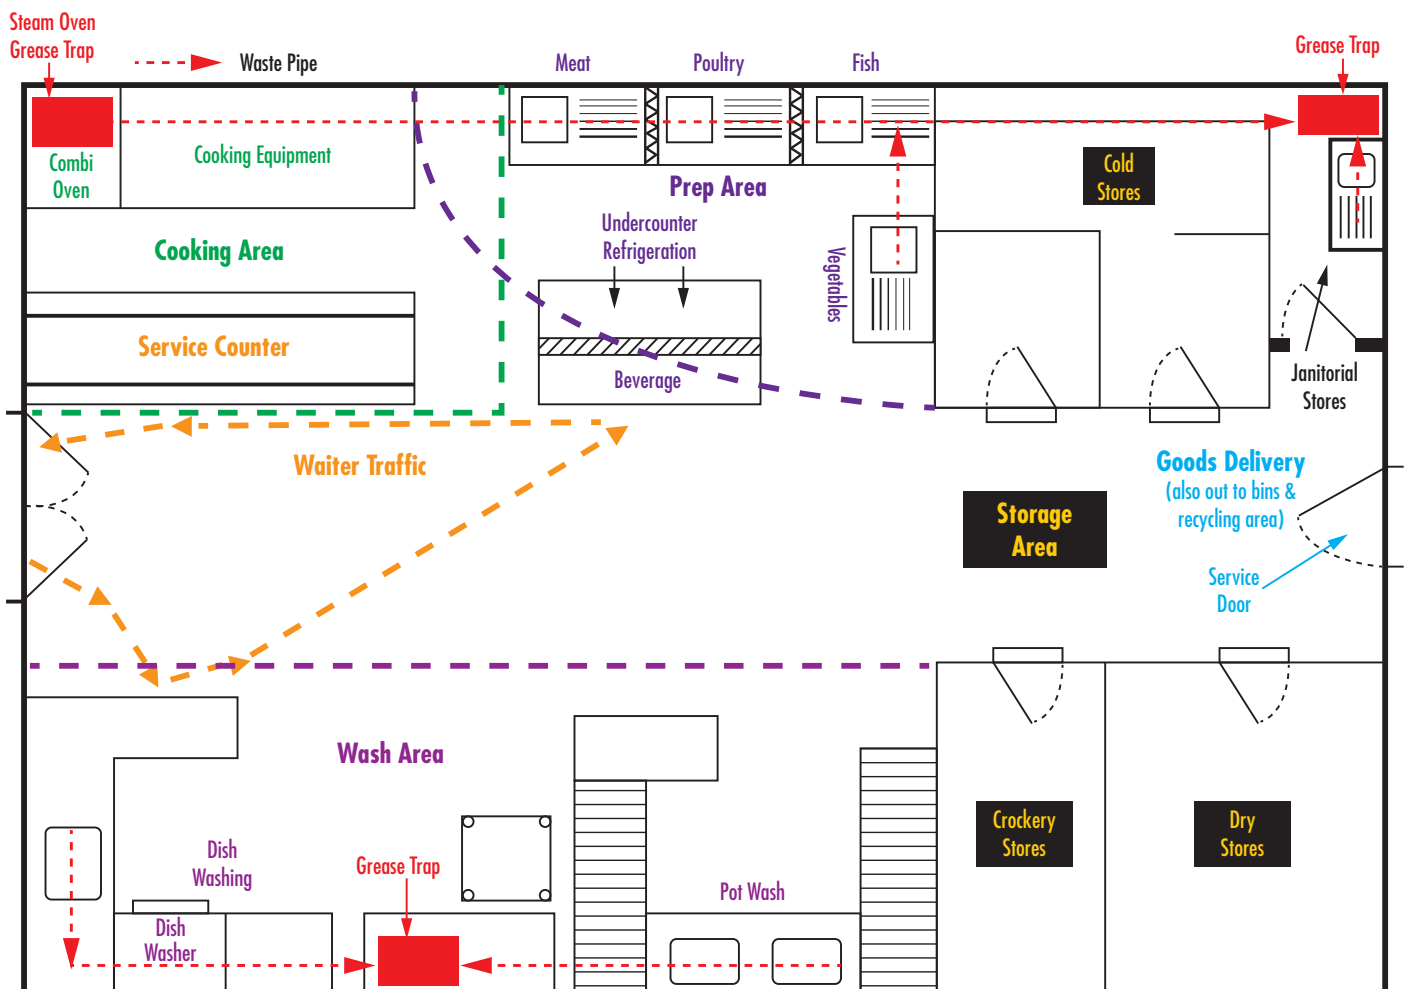 Steam Oven
Grease Trap
Waste Pipe
Meat
Poultry
Fish
Grease Trap
Combi
Oven
Cooking Equipment
Prep Area
Cold
Stores
Cooking Area
Undercounter
Refrigeration
Vegetables
Service Counter
Beverage
Janitorial
Stores
Waiter Traffic
Goods Delivery
(also out to bins &
recycling area)
Storage
Area
Service
Door
Wash Area
Dish
Washing
Grease Trap
Pot Wash
Crockery
Stores
Dry
Stores
Dish
Washer